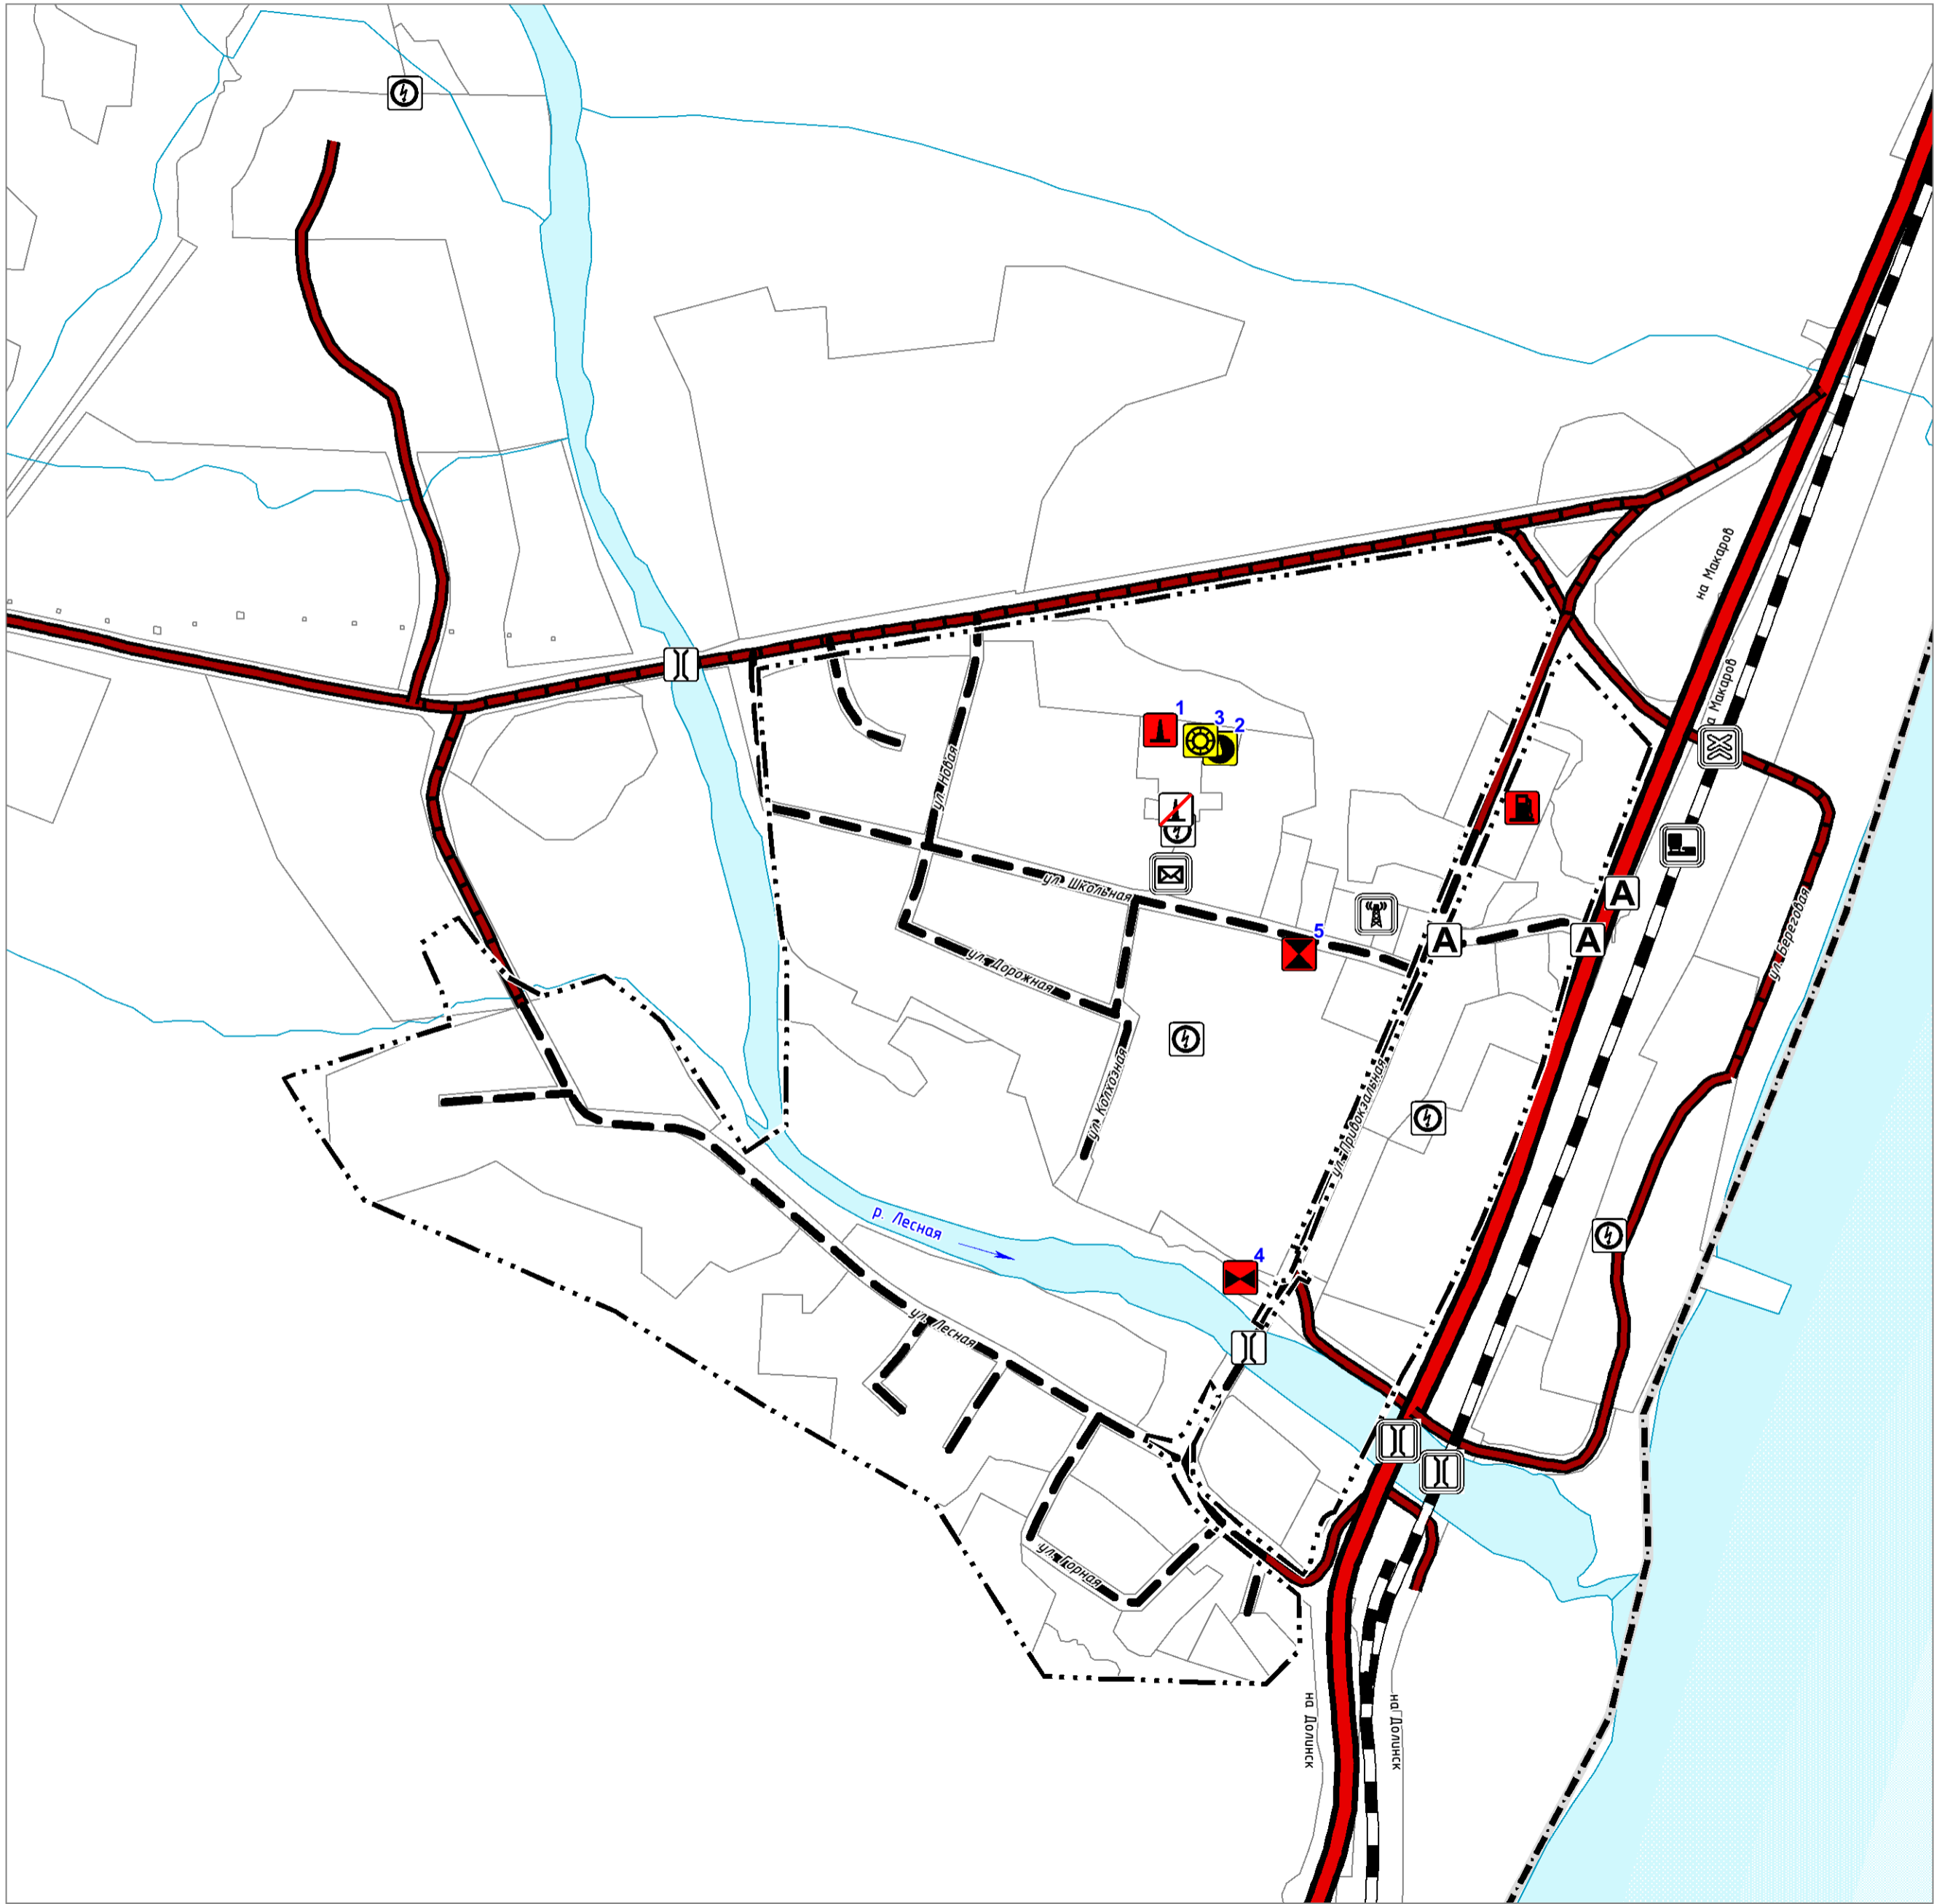 на Макаров
а Макаров
1
3
2
ул. Новая
ул. Школьная
5
А
А
А
ул. Береговая
ул. Дорожная
ул. Колхозная
ул. Привокзальная
р. Лесная
4
ул. Лесная
ул. Горная
на Долинск
на Долинск